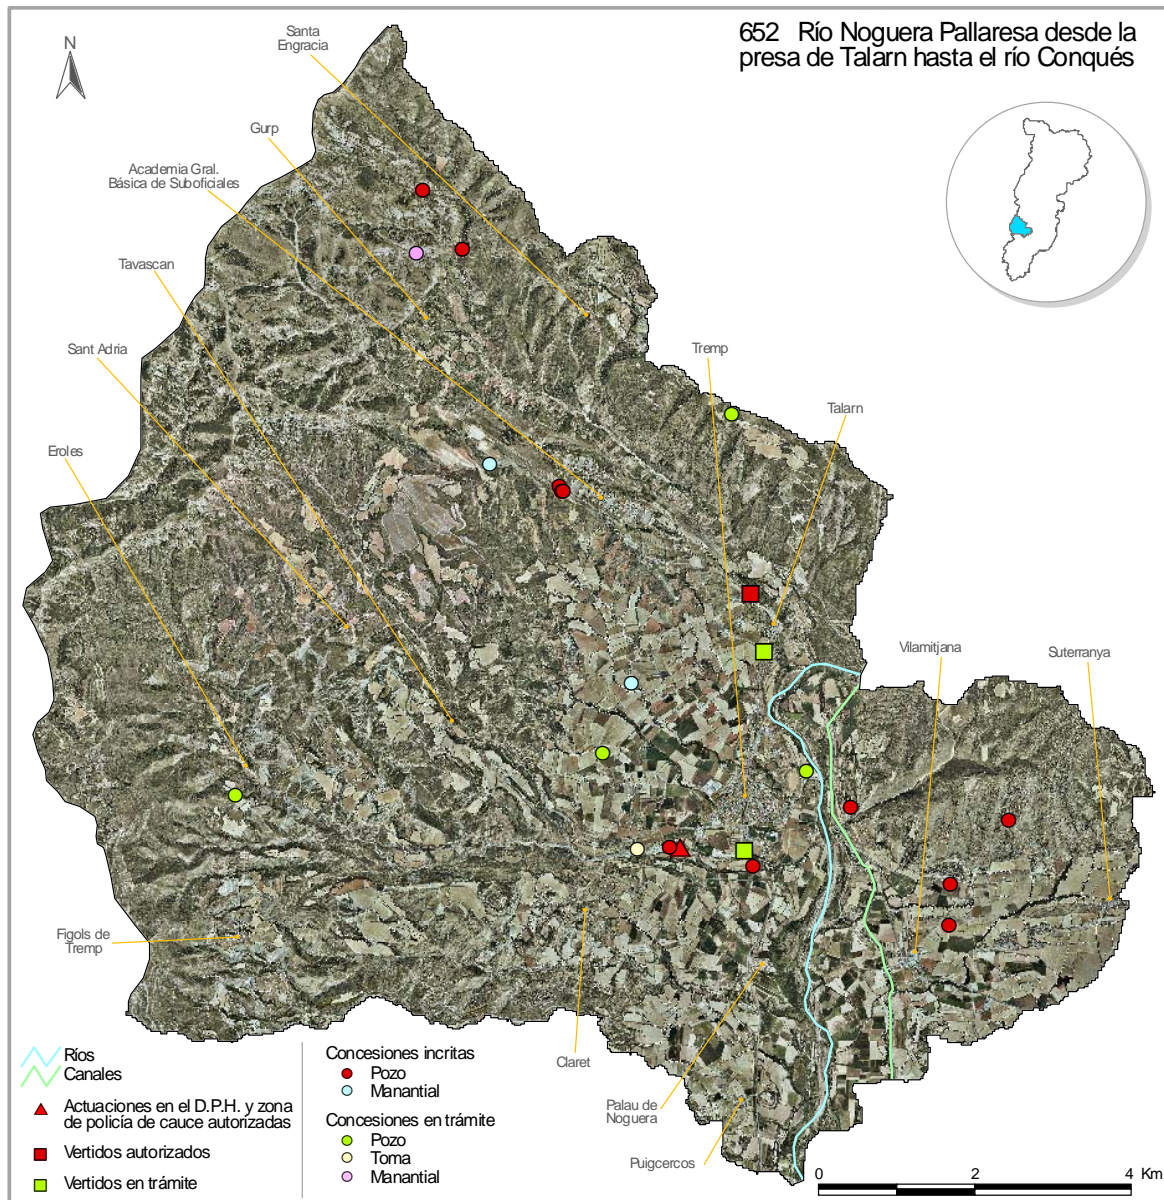 652 Río Noguera Pallaresa desde la
presa de Talarn hasta el río Conqués
N
Santa
Engracia
Gurp
Academia Gral.
Básica de Suboficiales
Tavascan
Sant Adria
Eroles
Tremp
Talarn
Vilamitjana
Suterranya
Figols de
Tremp
Claret
Palau de
Noguera
Puigcercos
Ríos
Canales
Actuaciones en el D.P.H. y zona
de policía de cauce autorizadas
Vertidos autorizados
Vertidos en trámite
Concesiones incritas
Pozo
Manantial
Concesiones en trámite
Pozo
Toma
Manantial
0 2 4 Km